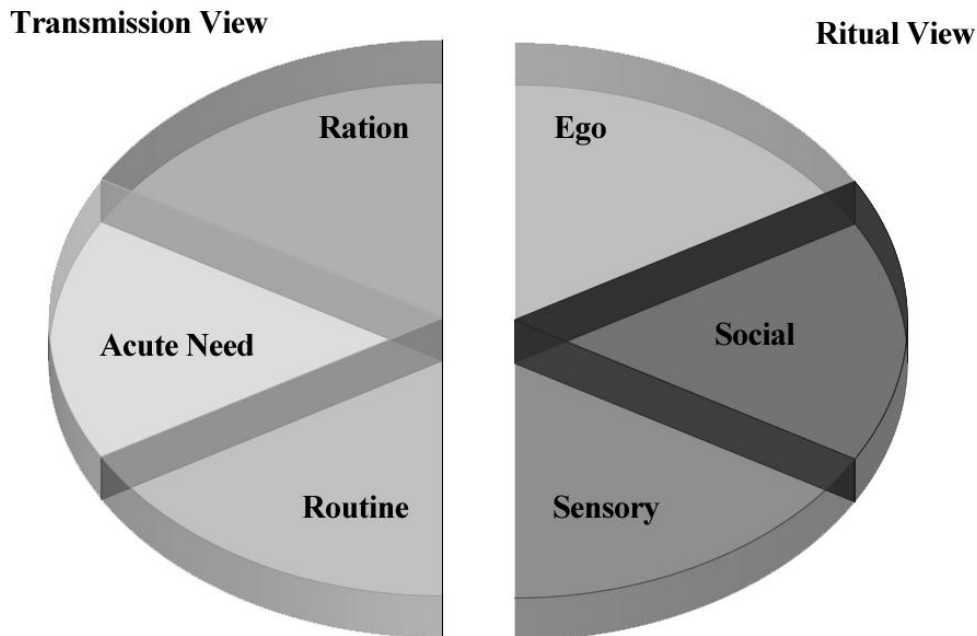 Transmission View
Ritual View
Ration
Ego
Acute Need
Social
Routine
Sensory